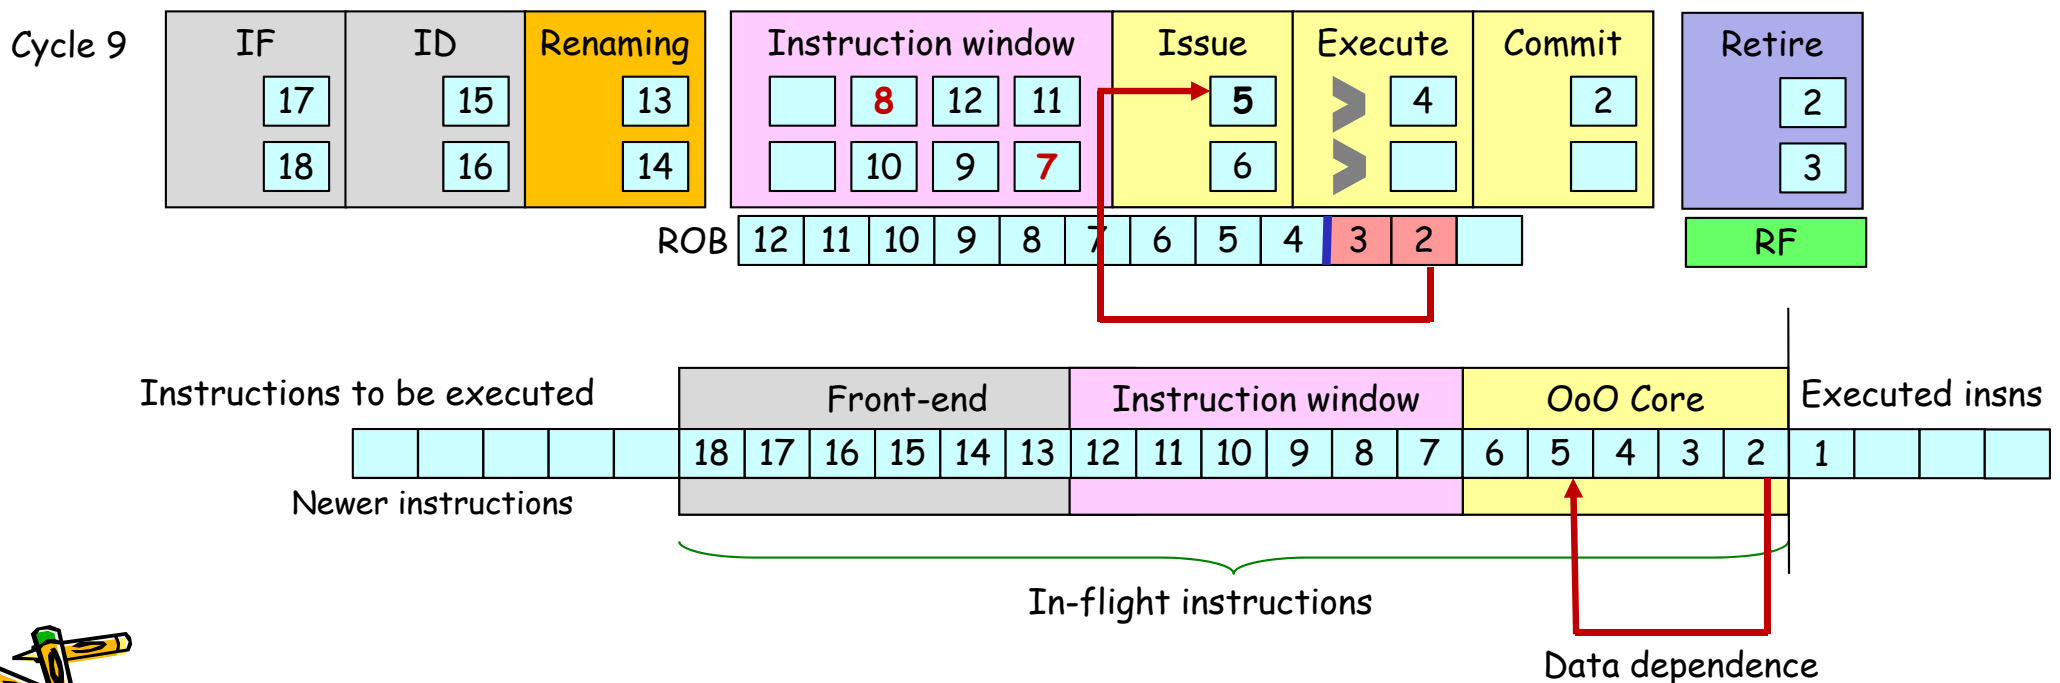 Cycle 9 IF ID Renaming Instruction window Issue Execute Commit Retire
17 15 13 8 12 11 5 4 2 2
18 16 14 10 9 7 6 3
ROB 12 11 10 9 8 7 6 5 4 3 2 RF
Instructions to be executed Front-end Instruction window OoO Core Executed insns
18 17 16 15 14 13 12 11 10 9 8 7 6 5 4 3 2 1
Newer instructions
In-flight instructions
Data dependence